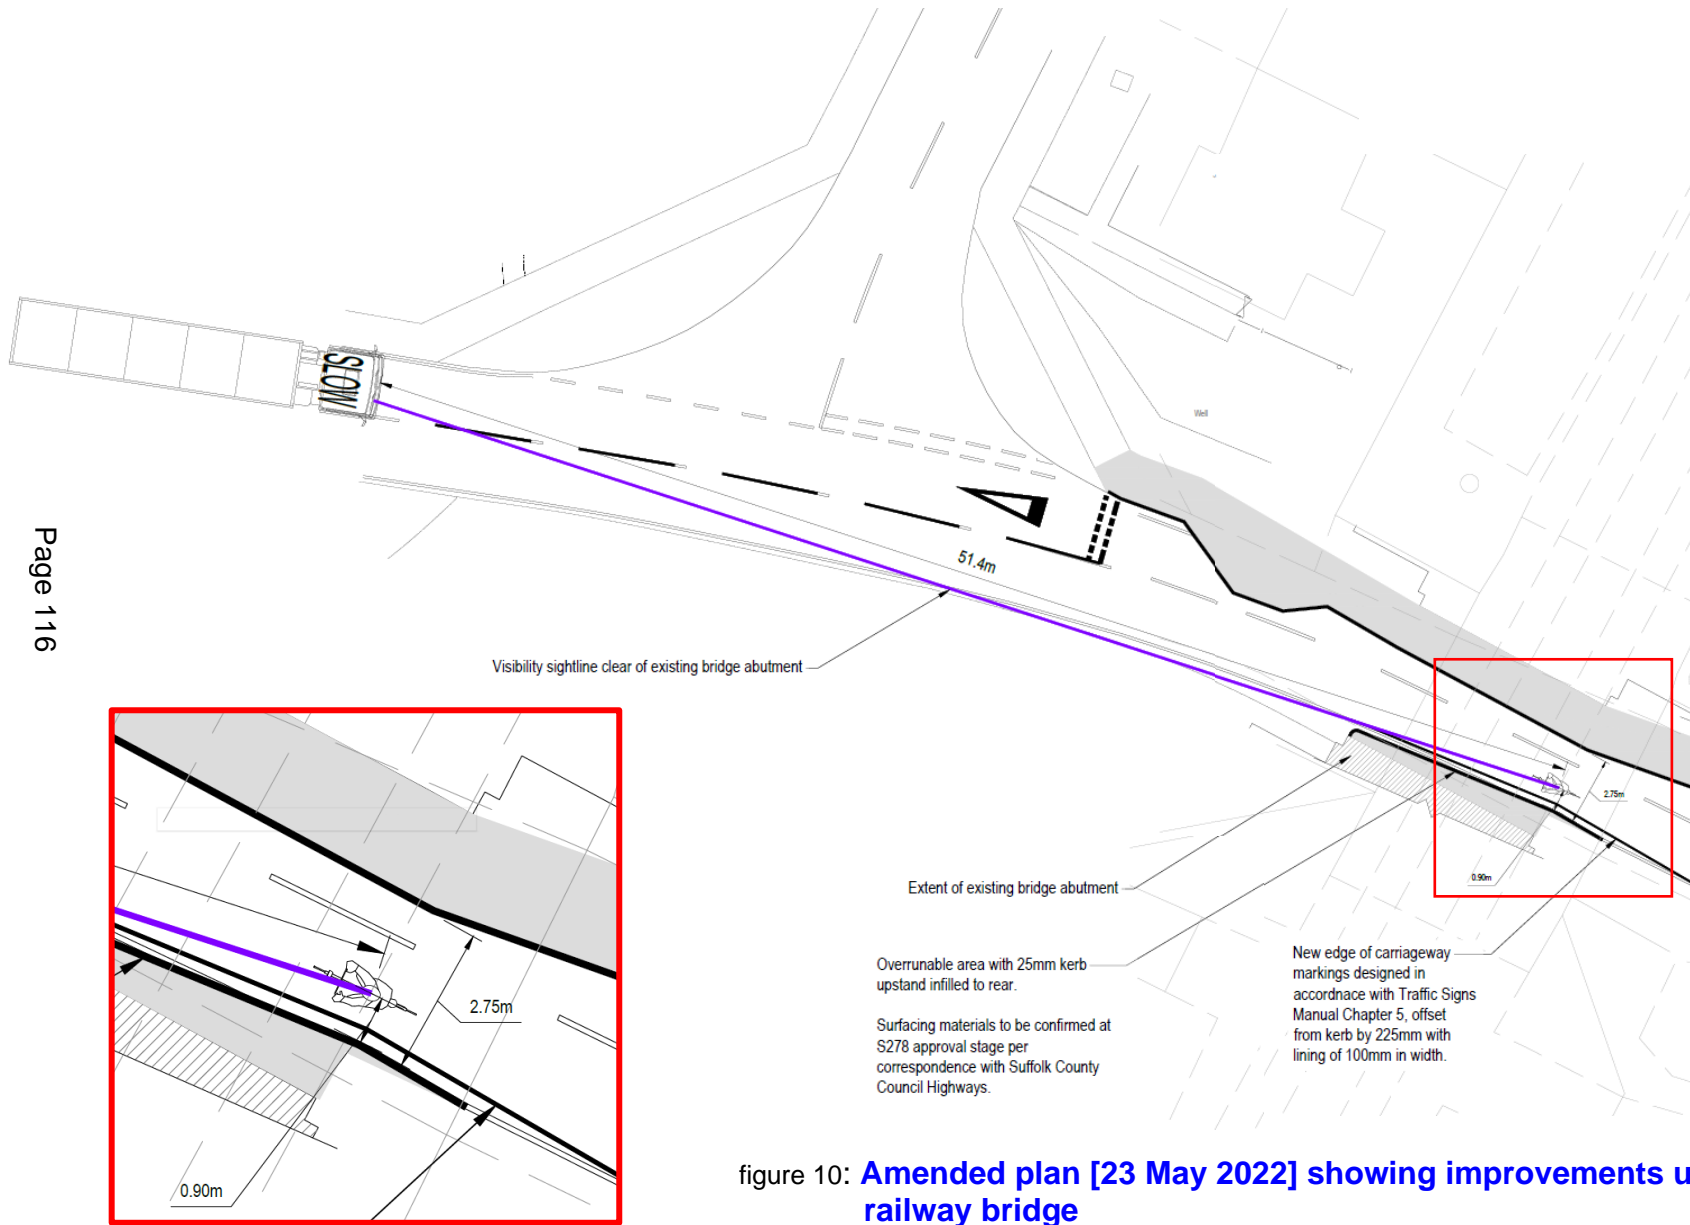 SLOW
Well
51.4m
Page 116
Visibility sightline clear of existing bridge abutment
2.75m
0.90m
Extent of existing bridge abutment
Overrunable area with 25mm kerb
upstand infilled to rear.
Surfacing materials to be confirmed at
S278 approval stage per
correspondence with Suffolk County
Council Highways.
New edge of carriageway
markings designed in
accordnace with Traffic Signs
Manual Chapter 5, offset
from kerb by 225mm with
lining of 100mm in width.
2.75m
0.90m
figure 10: Amended plan [23 May 2022] showing improvements u
railway bridge